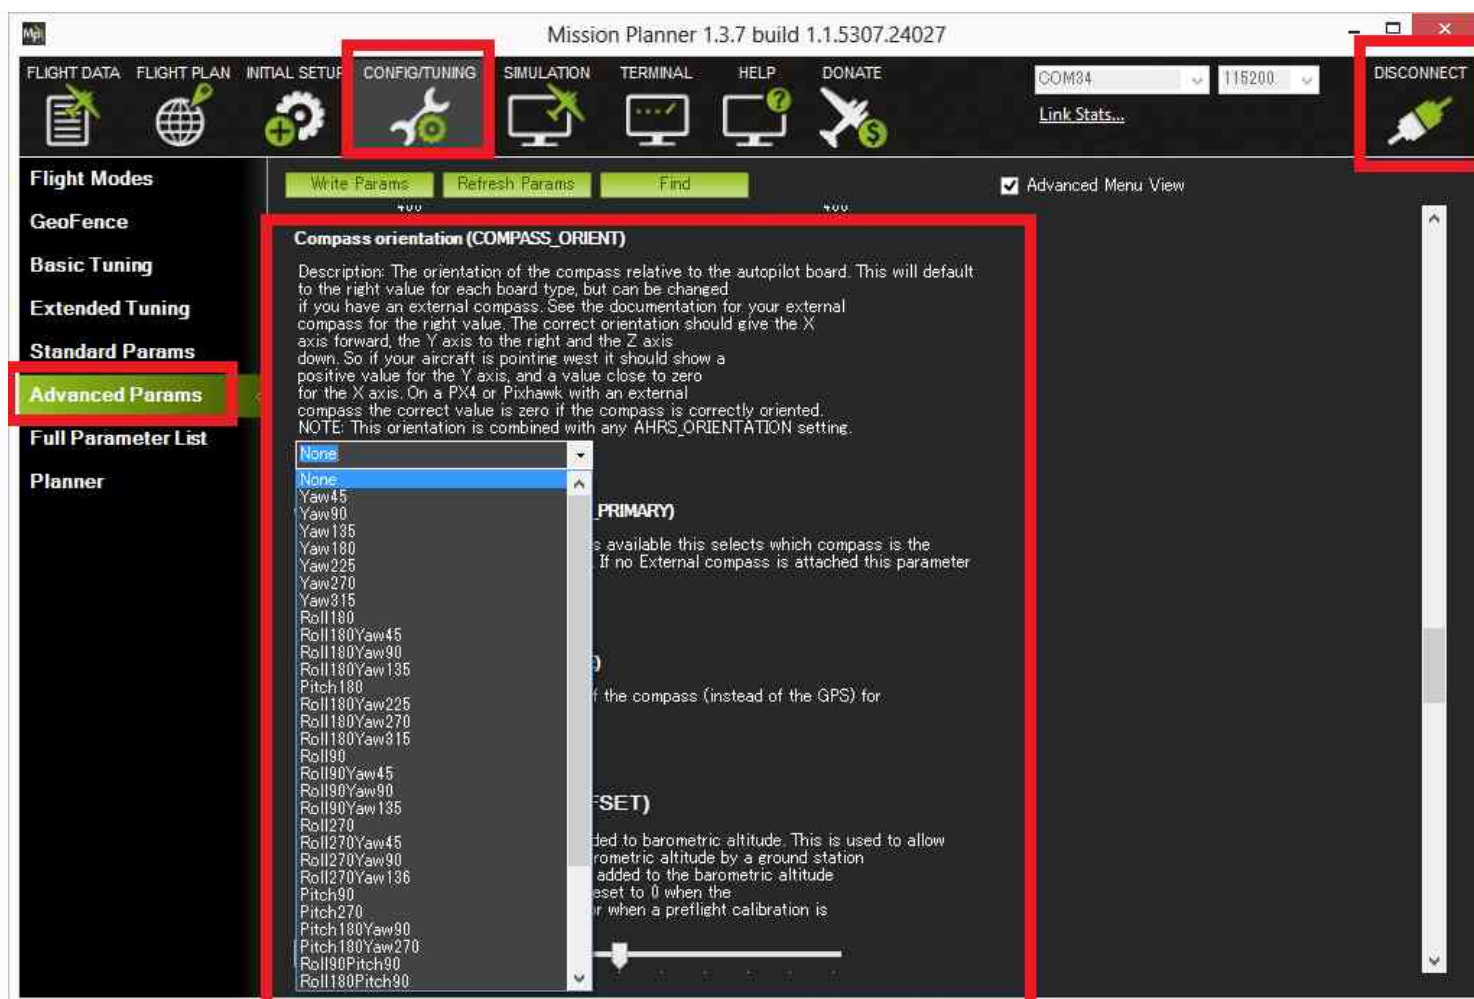 Mp
Mission Planner 1.3.7 build 1.1.5307.24027
FLIGHT DATA FLIGHT PLAN INITIAL SETUP CONFIG/TUNING SIMULATION TERMINAL HELP DONATE
COM34 115200 DISCONNECT
Link Stats...
Flight Modes
GeoFence
Basic Tuning
Extended Tuning
Standard Params
Advanced Params
Full Parameter List
Planner
Write Params Refresh Params Find Advanced Menu View
400 400
Compass orientation (COMPASS_ORIENT)
Description: The orientation of the compass relative to the autopilot board. This will default
to the right value for each board type, but can be changed
if you have an external compass. See the documentation for your external
compass for the right value. The correct orientation should give the X
axis forward, the Y axis to the right and the Z axis
down. So if your aircraft is pointing west it should show a
positive value for the Y axis, and a value close to zero
for the X axis. On a PX4 or Pixhawk with an external
compass the correct value is zero if the compass is correctly oriented.
NOTE: This orientation is combined with any AHRS_ORIENTATION setting.
None
None
Yaw45
Yaw90
Yaw135
Yaw180
Yaw225
Yaw270
Yaw315
Roll180
Roll180Yaw45
Roll180Yaw90
Roll180Yaw135
Pitch180
Roll180Yaw225
Roll180Yaw270
Roll180Yaw315
Roll90
Roll90Yaw45
Roll90Yaw90
Roll90Yaw135
Roll270
Roll270Yaw45
Roll270Yaw90
Roll270Yaw136
Pitch90
Pitch270
Pitch180Yaw90
Pitch180Yaw270
Roll90Pitch90
Roll180Pitch90
_PRIMARY)
s available this selects which compass is the
If no External compass is attached this parameter
)
f the compass (instead of the GPS) for
FSET)
ded to barometric altitude. This is used to allow
rometric altitude by a ground station
added to the barometric altitude
eset to 0 when the
r when a preflight calibration is